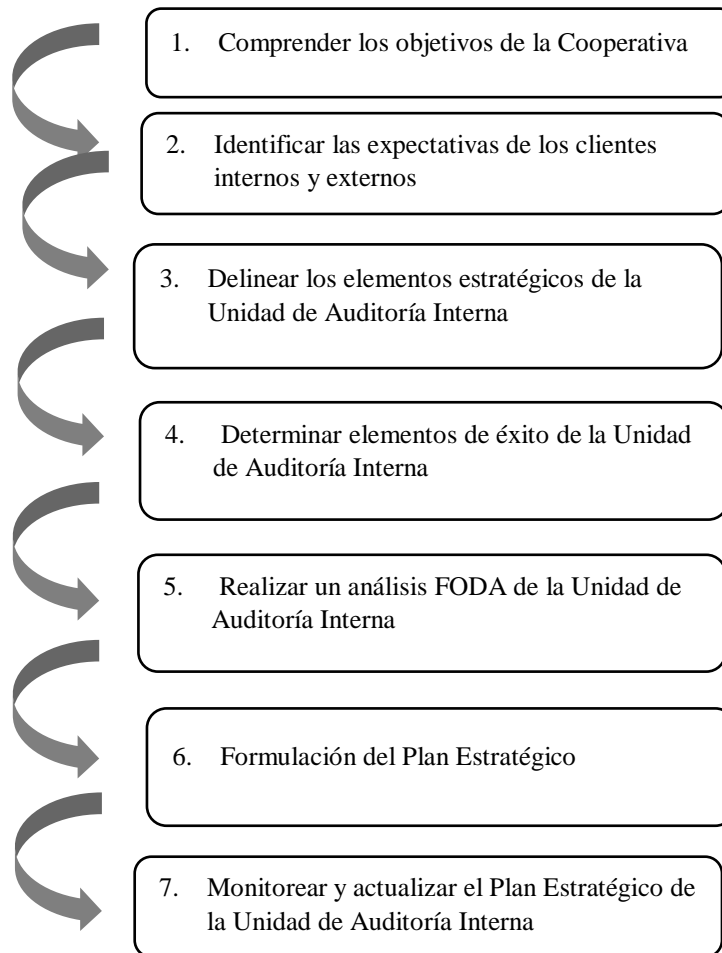 1. Comprender los objetivos de la Cooperativa
2. Identificar las expectativas de los clientes
internos y externos
3. Delinear los elementos estratégicos de la
Unidad de Auditoría Interna
4. Determinar elementos de éxito de la Unidad
de Auditoría Interna
5. Realizar un análisis FODA de la Unidad de
Auditoría Interna
6. Formulación del Plan Estratégico
7. Monitorear y actualizar el Plan Estratégico de
la Unidad de Auditoría Interna